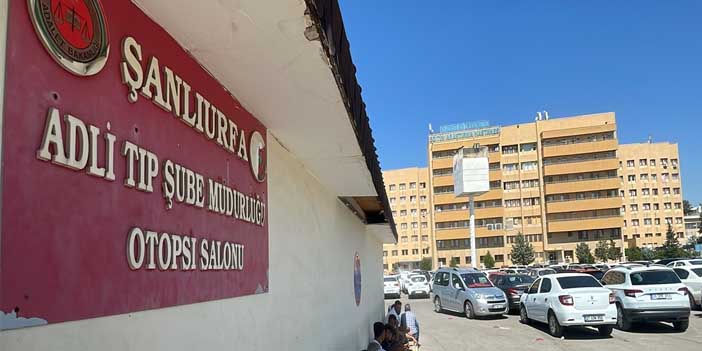 ADALET BAKANLIĞI
ŞANLIURFA
ADLİ TIP ŞUBE MÜDÜRLÜĞÜ
OTOPSİ SALONU